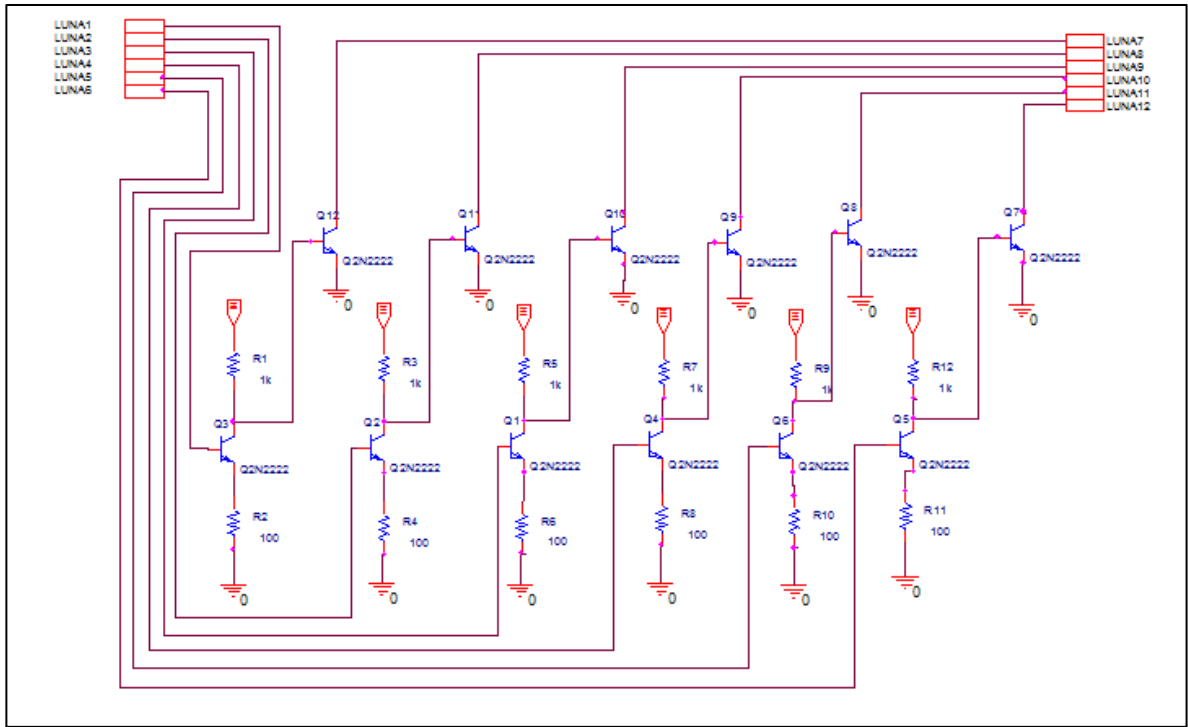 LUNA1
LUNA2
LUNA3
LUNA4
LUNA5
LUNA6
LUNA7
LUNA8
LUNA9
LUNA10
LUNA11
LUNA12
Q12
Q2N2222
0
Q11
Q2N2222
0
Q10
Q2N2222
0
Q9
Q2N2222
0
Q8
Q2N2222
0
Q7
Q2N2222
0
R1
1k
R3
1k
R5
1k
R7
1k
R9
1k
R12
1k
Q3
Q2N2222
Q2
Q2N2222
Q1
Q2N2222
Q4
Q2N2222
Q6
Q2N2222
Q5
Q2N2222
R2
100
0
R4
100
0
R6
100
0
R8
100
0
R10
100
0
R11
100
0